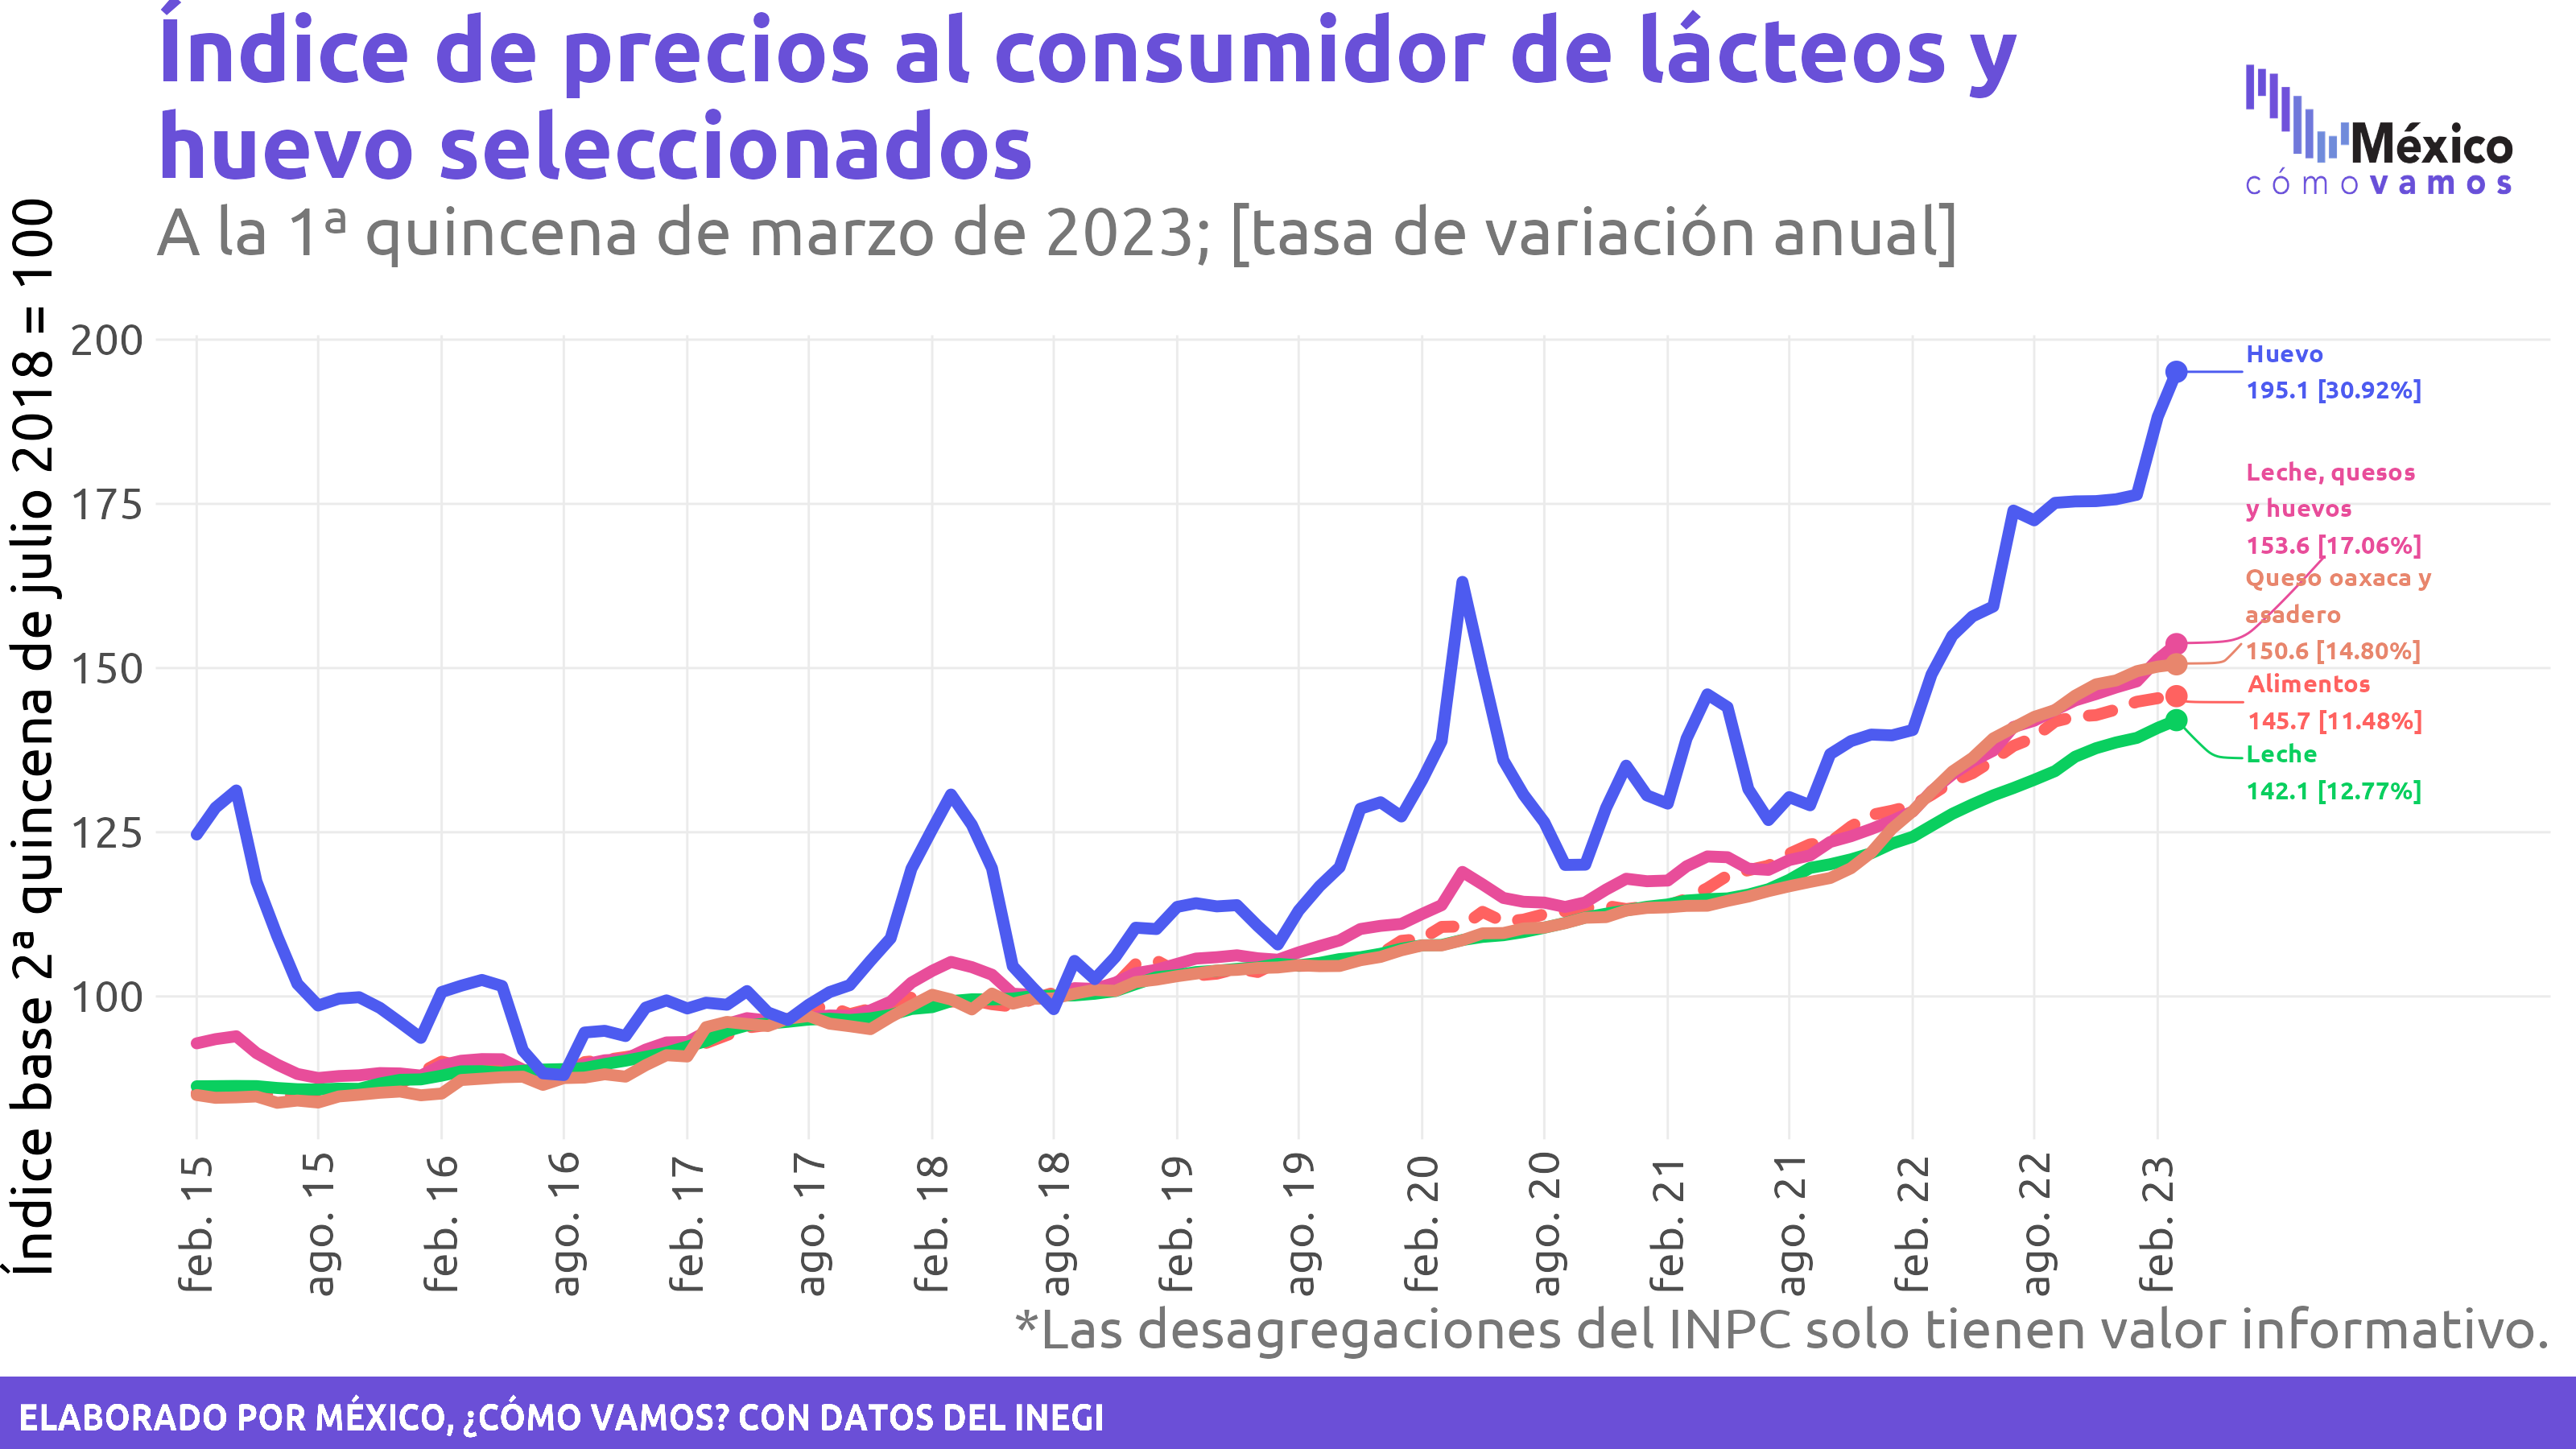 Índice de precios al consumidor de lácteos y
huevo seleccionados
A la 1ª quincena de marzo de 2023; [tasa de variación anual]
México
cómo vamos
Índice base 2ª quincena de julio 2018 = 100
200
175
150
125
100
Huevo
195.1 [30.92%]
Leche, quesos
y huevos
153.6 [17.06%]
Queso oaxaca y
asadero
150.6 [14.80%]
Alimentos
145.7 [11.48%]
Leche
142.1 [12.77%]
feb. 15
ago. 15
feb. 16
ago. 16
feb. 17
ago. 17
feb. 18
ago. 18
feb. 19
ago. 19
feb. 20
ago. 20
feb. 21
ago. 21
feb. 22
ago. 22
feb. 23
*Las desagregaciones del INPC solo tienen valor informativo.
ELABORADO POR MÉXICO, ¿CÓMO VAMOS? CON DATOS DEL INEGI